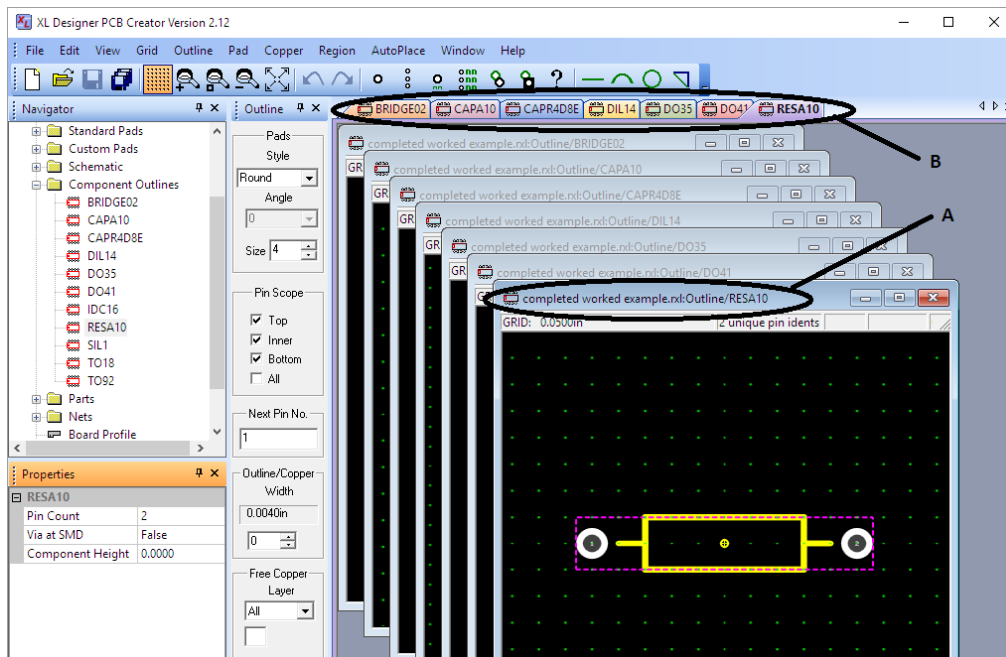 XL Designer PCB Creator Version 2.12
File Edit View Grid Outline Pad Copper Region AutoPlace Window Help
Navigator
Standard Pads
Custom Pads
Schematic
Component Outlines
BRIDGE02
CAPA10
CAPR4D8E
DIL14
DO35
DO41
IDC16
RESA10
SIL1
TO18
TO92
Parts
Nets
Board Profile
Properties
RESA10
Pin Count 2
Via at SMD False
Component Height 0.0000
Outline
Pads
Style
Round
Angle
0
Size 4
Pin Scope
Top
Inner
Bottom
All
Next Pin No.
1
Outline/Copper
Width
0.0040in
0
Free Copper
Layer
All
BRIDGE02 CAPA10 CAPR4D8E DIL14 DO35 DO41 RESA10
B
completed worked example.rxl:Outline/BRIDGE02
GR
completed worked example.rxl:Outline/CAPA10
GR
completed worked example.rxl:Outline/CAPR4D8E
GR
completed worked example.rxl:Outline/DIL14
A
GR
completed worked example.rxl:Outline/DO35
GR
completed worked example.rxl:Outline/DO41
completed worked example.rxl:Outline/RESA10
GRID: 0.0500in 2 unique pin idents
1 2